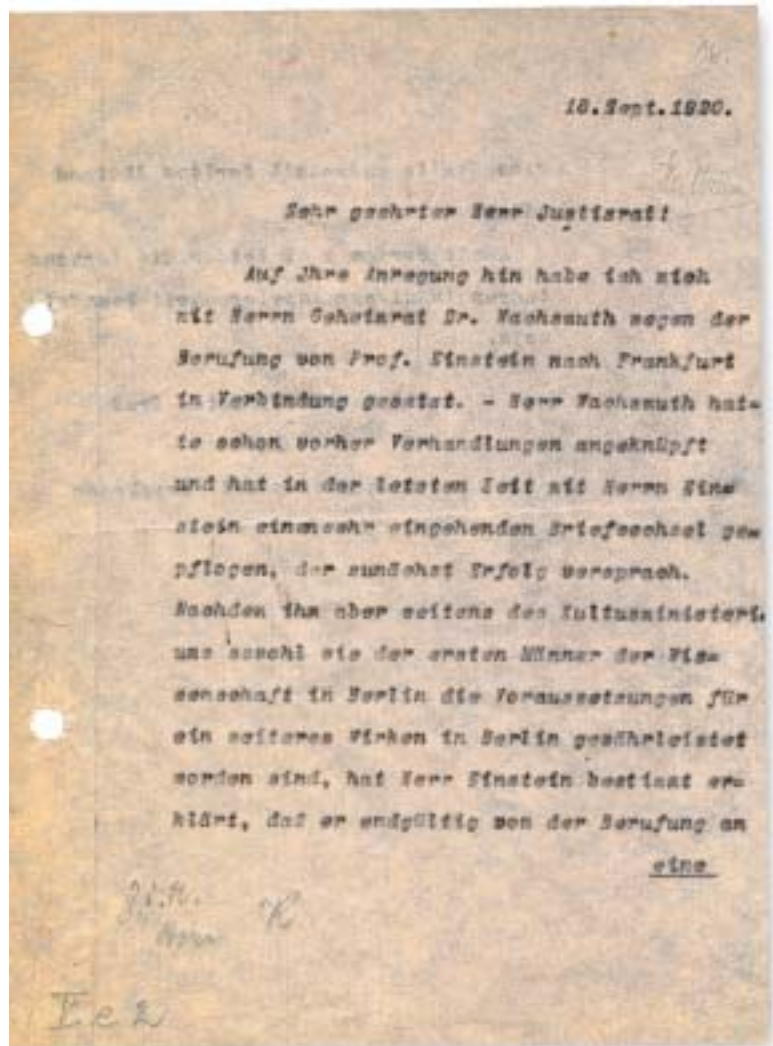 18.
18.Sept.1920.
Sehr geehrter Herr Justizrat!
Auf Jhre Anregung hin habe ich mich
mit Herrn Geheimrat Dr. Wachsmuth wegen der
Berufung von Prof. Einstein nach Frankfurt
in Verbindung gesetzt. - Herr Wachsmuth hat-
te schon vorher Verhandlungen angeknüpft
und hat in der letzten Zeit mit Herrn Ein-
stein einen sehr eingehenden Briefwechsel ge-
pflogen, der zunächst Erfolg versprach.
Nachdem ihm aber seitens des Kultusministeri-
ums sowohl wie der ersten Männer der Wis-
senschaft in Berlin die Voraussetzungen für
ein weiteres Wirken in Berlin gewährleistet
worden sind, hat Herr Einstein bestimmt er-
klärt, daß er endgültig von der Berufung an
eine
I e 2